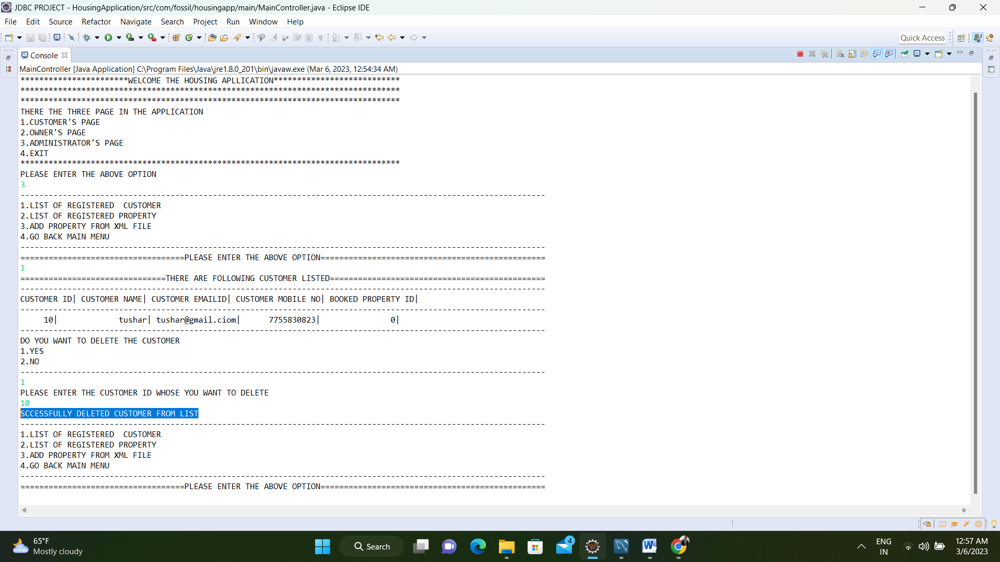 JDBC PROJECT - HousingApplication/src/com/fossil/housingapp/main/MainController.java - Eclipse IDE
File Edit Source Refactor Navigate Search Project Run Window Help
Quick Access
Console
MainController [Java Application] C:\Program Files\Java\jre1.8.0_201\bin\javaw.exe (Mar 6, 2023, 12:54:34 AM)
***********************WELCOME THE HOUSING APLLICATION***************************
*********************************************************************************
*********************************************************************************
THERE THE THREE PAGE IN THE APPLICATION
1.CUSTOMER'S PAGE
2.OWNER'S PAGE
3.ADMINISTRATOR'S PAGE
4.EXIT
*********************************************************************************
PLEASE ENTER THE ABOVE OPTION
3
----------------------------------------------------------------------------------------------------------------
1.LIST OF REGISTERED  CUSTOMER
2.LIST OF REGISTERED PROPERTY
3.ADD PROPERTY FROM XML FILE
4.GO BACK MAIN MENU
----------------------------------------------------------------------------------------------------------------
===================================PLEASE ENTER THE ABOVE OPTION================================================
1
===============================THERE ARE FOLLOWING CUSTOMER LISTED==============================================
----------------------------------------------------------------------------------------------------------------
CUSTOMER ID| CUSTOMER NAME| CUSTOMER EMAILID| CUSTOMER MOBILE NO| BOOKED PROPERTY ID|
----------------------------------------------------------------------------------------------------------------
10| tushar| tushar@gmail.ciom| 7755830823| 0|
----------------------------------------------------------------------------------------------------------------
DO YOU WANT TO DELETE THE CUSTOMER
1.YES
2.NO
----------------------------------------------------------------------------------------------------------------
1
PLEASE ENTER THE CUSTOMER ID WHOSE YOU WANT TO DELETE
10
SCCESSFULLY DELETED CUSTOMER FROM LIST
----------------------------------------------------------------------------------------------------------------
1.LIST OF REGISTERED  CUSTOMER
2.LIST OF REGISTERED PROPERTY
3.ADD PROPERTY FROM XML FILE
4.GO BACK MAIN MENU
----------------------------------------------------------------------------------------------------------------
===================================PLEASE ENTER THE ABOVE OPTION================================================
65°F
Mostly cloudy
Search
4
ENG
IN
12:57 AM
3/6/2023